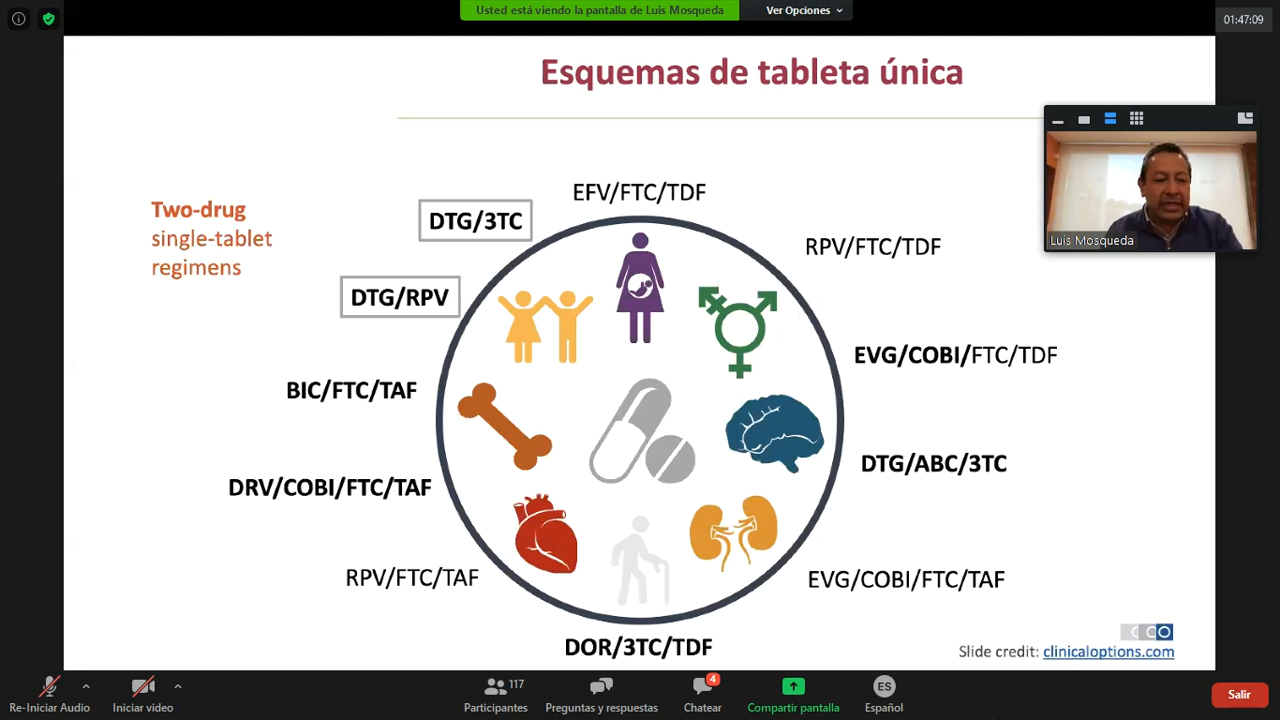 Usted está viendo la pantalla de Luis Mosqueda
Ver Opciones
01:47:09
Esquemas de tableta única
Luis Mosqueda
Two-drug
single-tablet
regimens
EFV/FTC/TDF
DTG/3TC
RPV/FTC/TDF
DTG/RPV
EVG/COBI/FTC/TDF
BIC/FTC/TAF
DTG/ABC/3TC
DRV/COBI/FTC/TAF
RPV/FTC/TAF
EVG/COBI/FTC/TAF
DOR/3TC/TDF
CCO
Slide credit: clinicaloptions.com
Re-Iniciar Audio
Iniciar video
117
Participantes
Preguntas y respuestas
4
Chatear
Compartir pantalla
ES
Español
Salir